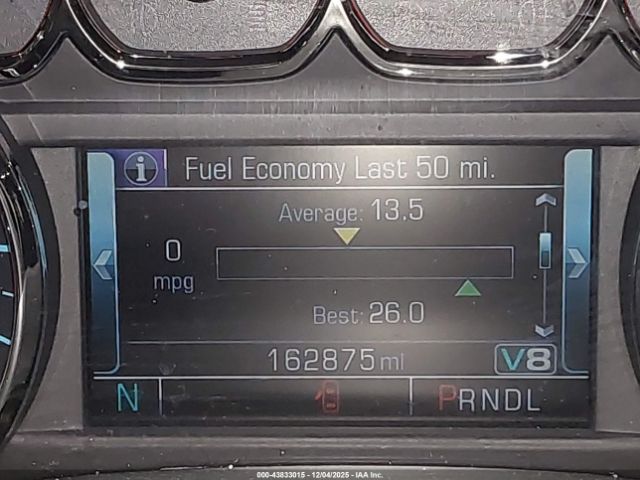 Fuel Economy Last 50 mi.
Average: 13.5
0
mpg
Best: 26.0
162875 mi
V8
N
PRNDL
000-43833015 - 12/04/2025 - IAA Inc.